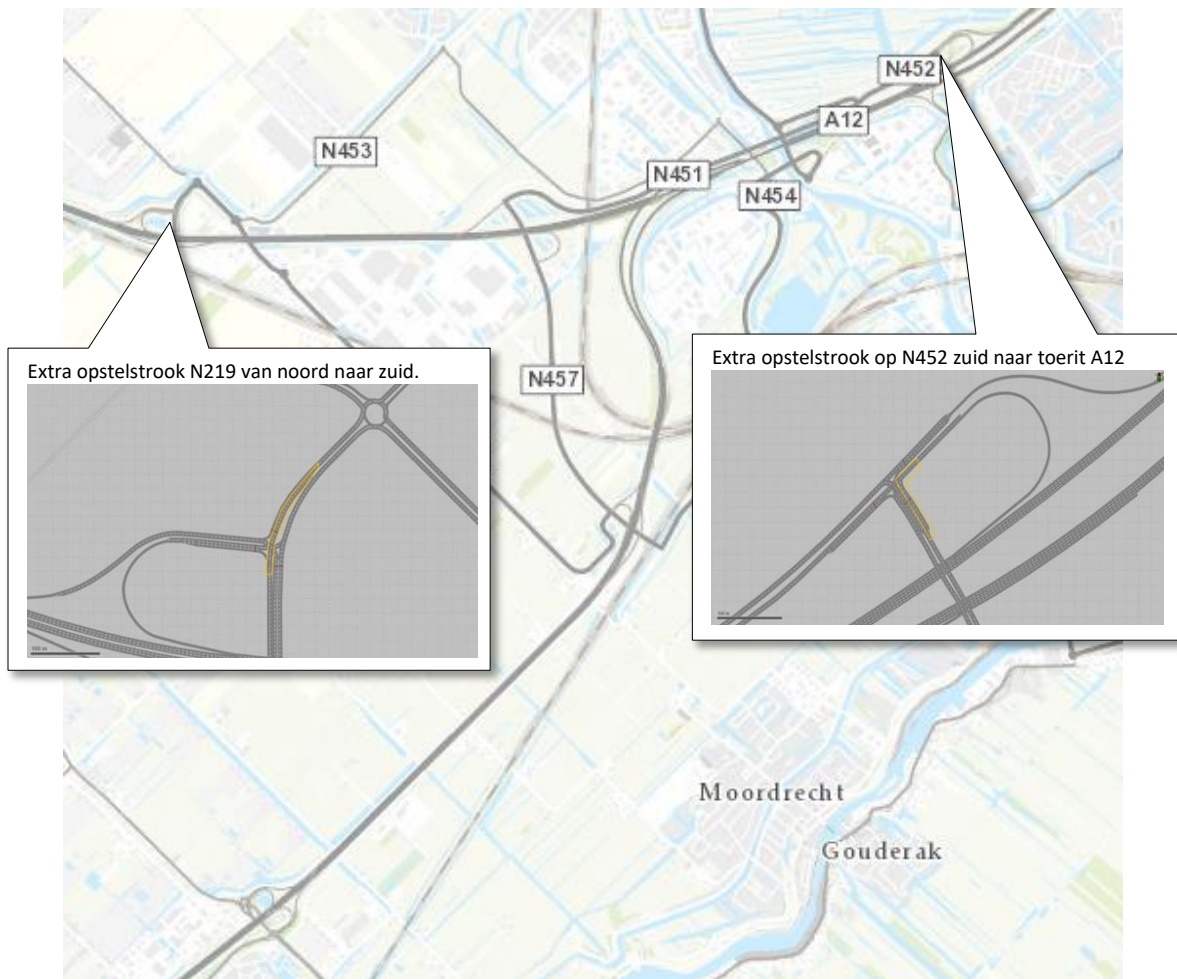 N452
A12
N453
N451
N454
Extra opstelstrook N219 van noord naar zuid.
Extra opstelstrook op N452 zuid naar toerit A12
N457
Moordrecht
Gouderak